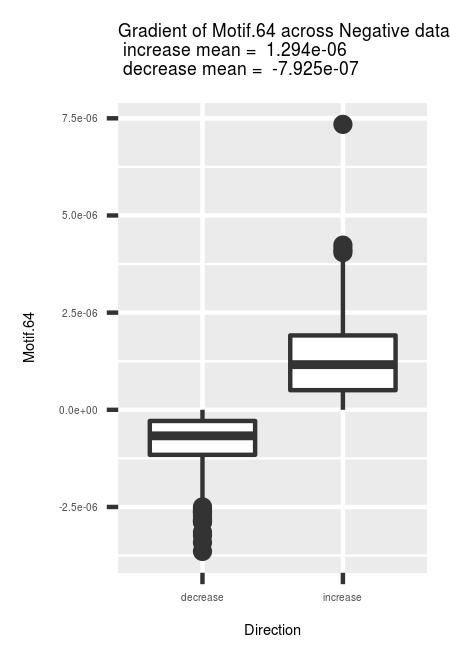 Gradient of Motif.64 across Negative data
increase mean =  1.294e-06
decrease mean =  -7.925e-07
7.5e-06
5.0e-06
2.5e-06
0.0e+00
-2.5e-06
Motif.64
decrease
increase
Direction